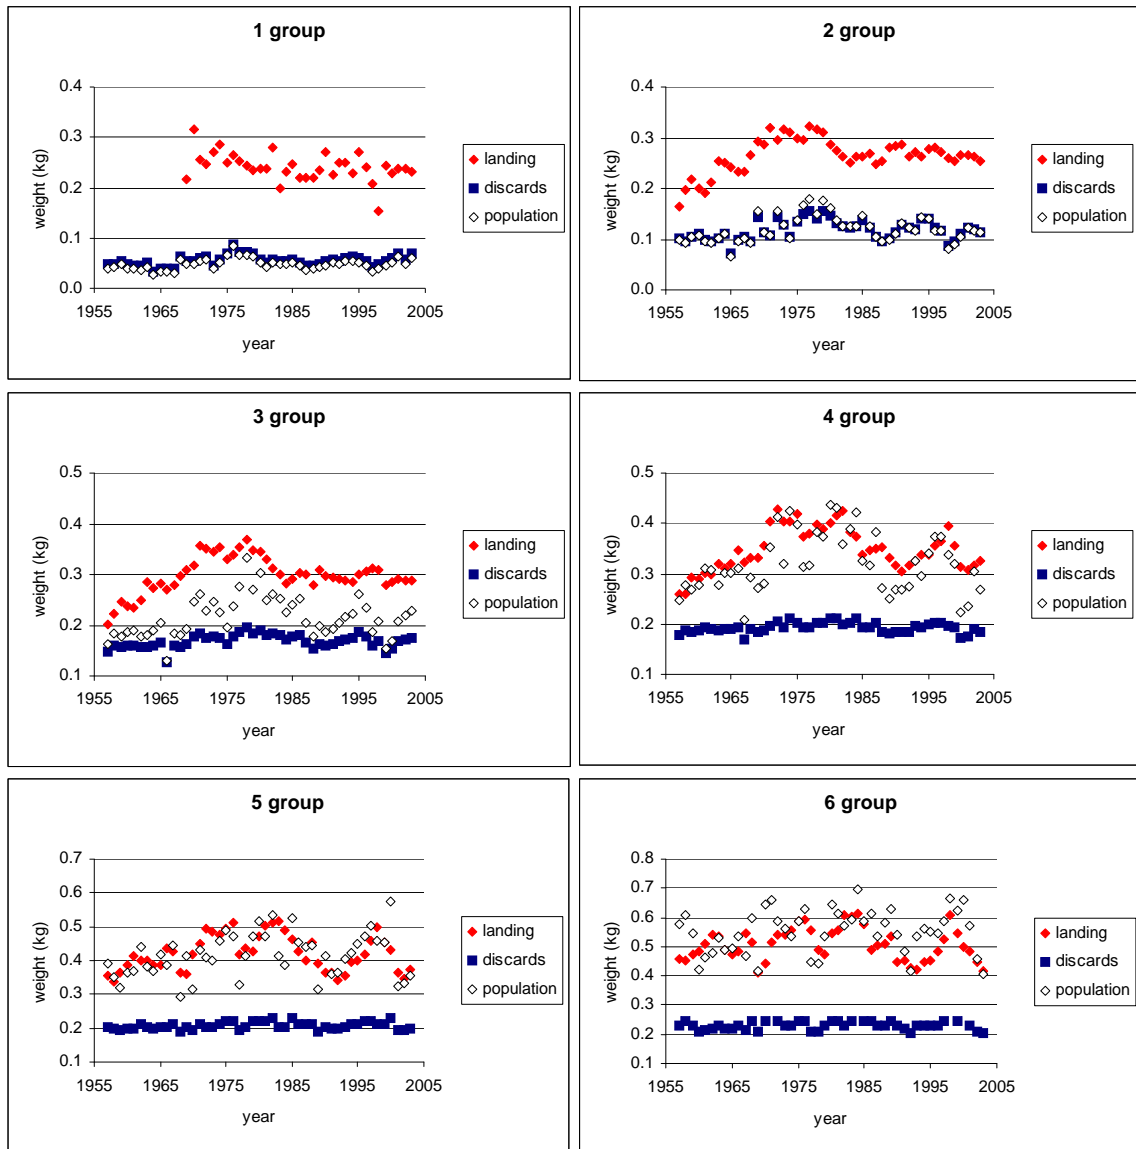 1 group
weight (kg)
0.4
0.3
0.2
0.1
0.0
1955 1965 1975 1985 1995 2005
year
landing
discards
population
2 group
weight (kg)
0.4
0.3
0.2
0.1
0.0
1955 1965 1975 1985 1995 2005
year
landing
discards
population
3 group
weight (kg)
0.5
0.4
0.3
0.2
0.1
1955 1965 1975 1985 1995 2005
year
landing
discards
population
4 group
weight (kg)
0.5
0.4
0.3
0.2
0.1
1955 1965 1975 1985 1995 2005
year
landing
discards
population
5 group
weight (kg)
0.7
0.6
0.5
0.4
0.3
0.2
0.1
1955 1965 1975 1985 1995 2005
year
landing
discards
population
6 group
weight (kg)
0.8
0.7
0.6
0.5
0.4
0.3
0.2
0.1
1955 1965 1975 1985 1995 2005
year
landing
discards
population